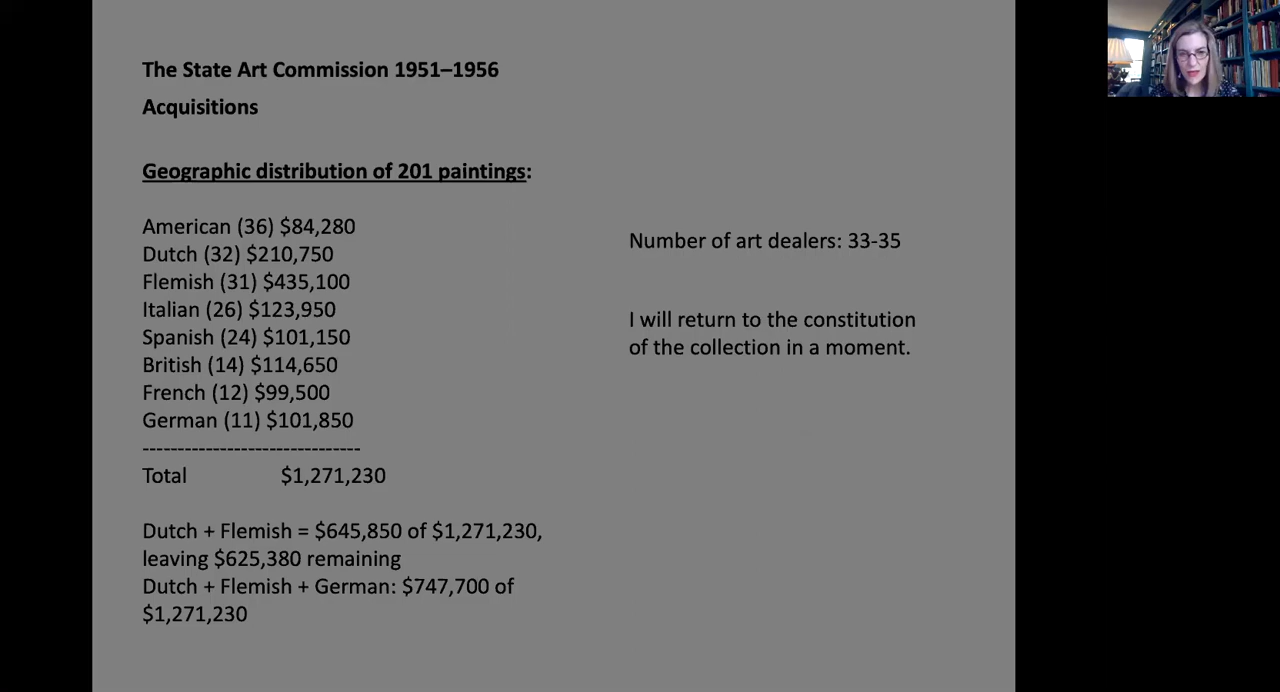 The State Art Commission 1951–1956
Acquisitions
Geographic distribution of 201 paintings:
American (36) $84,280
Dutch (32) $210,750
Flemish (31) $435,100
Italian (26) $123,950
Spanish (24) $101,150
British (14) $114,650
French (12) $99,500
German (11) $101,850
-------------------------------
Total $1,271,230
Dutch + Flemish = $645,850 of $1,271,230,
leaving $625,380 remaining
Dutch + Flemish + German: $747,700 of
$1,271,230
Number of art dealers: 33-35
I will return to the constitution
of the collection in a moment.